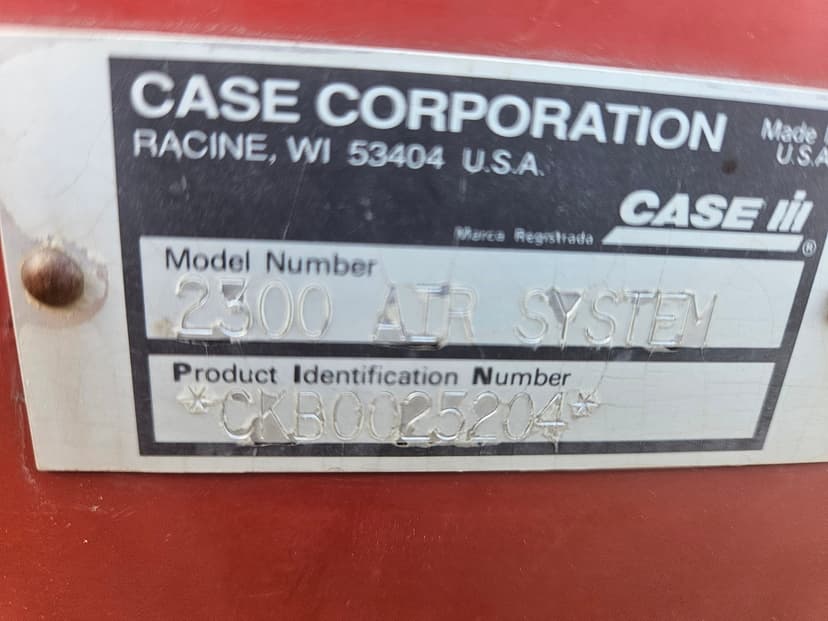 CASE CORPORATION
RACINE, WI 53404 U.S.A.
Made
U.S.A
CASE IH
®
Marca Registrada
Model Number
2300 AIR SYSTEM
Product Identification Number
*CKB0025204*